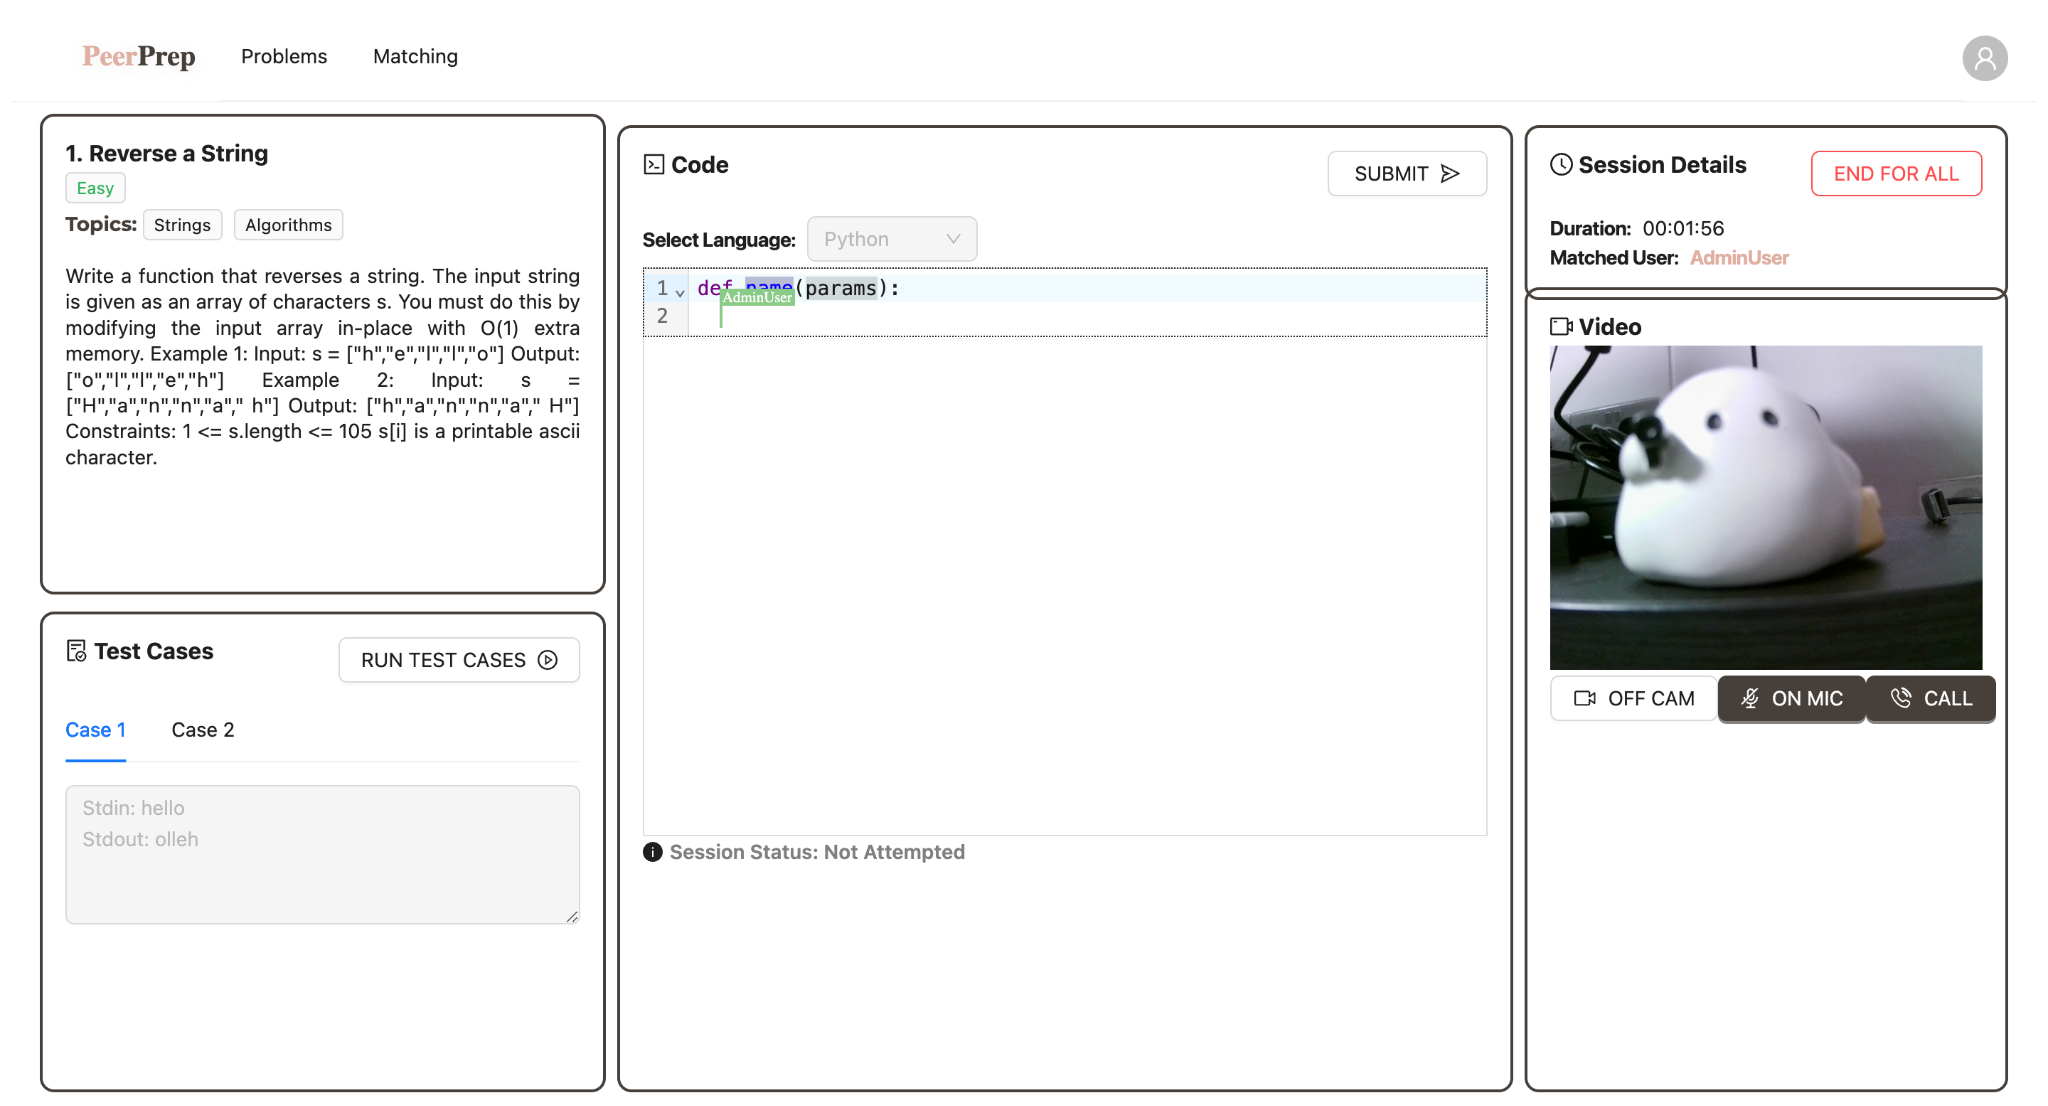 PeerPrep Problems Matching
1. Reverse a String
Easy
Topics: Strings Algorithms
Write a function that reverses a string. The input string
is given as an array of characters s. You must do this by
modifying the input array in-place with O(1) extra
memory. Example 1: Input: s = ["h","e","l","l","o"] Output:
["o","l","l","e","h"] Example 2: Input: s =
["H","a","n","n","a"," h"] Output: ["h","a","n","n","a"," H"]
Constraints: 1 <= s.length <= 105 s[i] is a printable ascii
character.
Test Cases
RUN TEST CASES
Case 1 Case 2
Stdin: hello
Stdout: olleh
Code
SUBMIT
Select Language: Python
1 def name(params):
AdminUser
2
Session Status: Not Attempted
Session Details
END FOR ALL
Duration: 00:01:56
Matched User: AdminUser
Video
OFF CAM ON MIC CALL